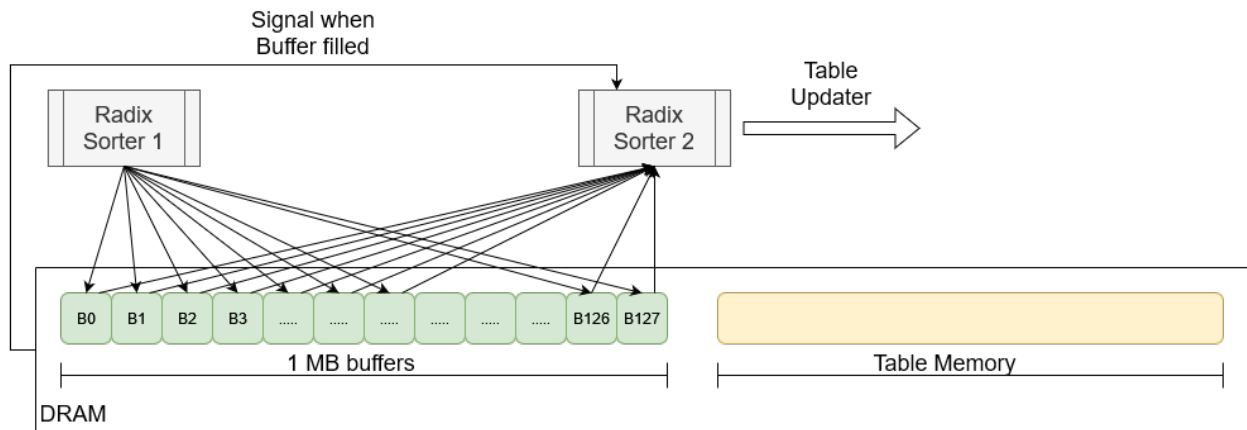 Signal when
Buffer filled
Radix
Sorter 1
Radix
Sorter 2
Table
Updater
B0
B1
B2
B3
.....
.....
.....
.....
.....
.....
B126
B127
1 MB buffers
Table Memory
DRAM